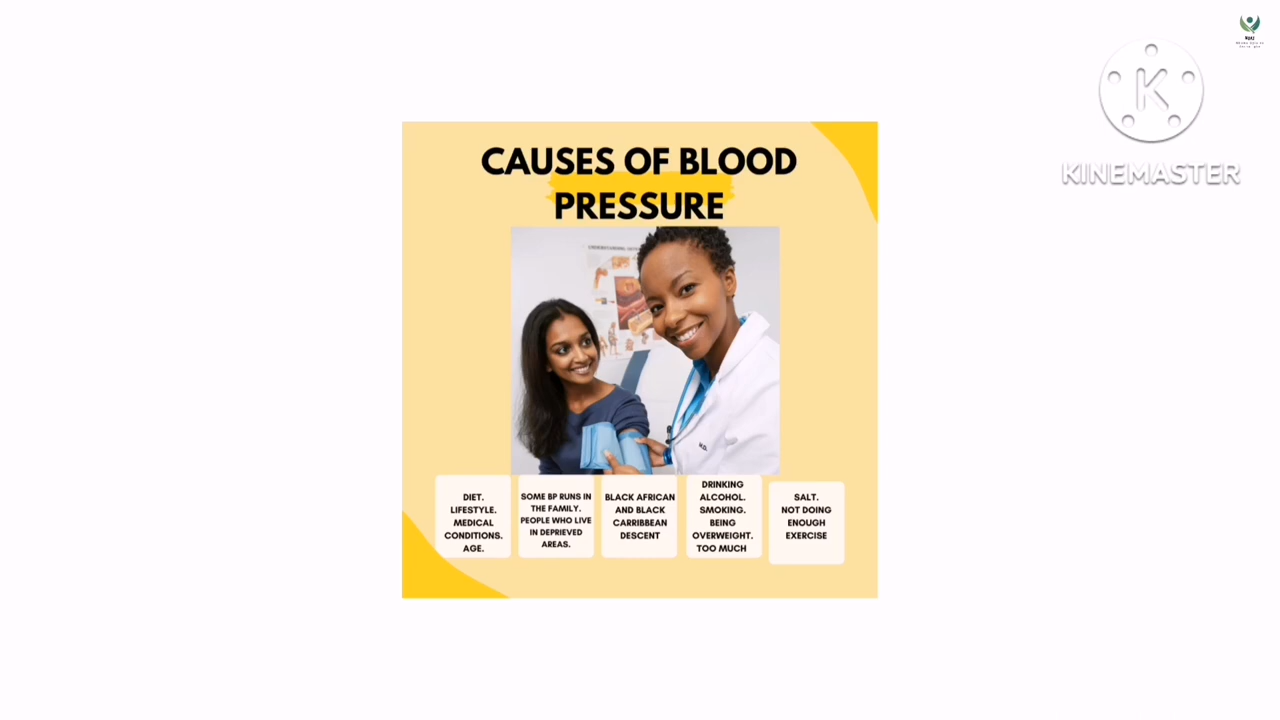 KINEMASTER
CAUSES OF BLOOD
PRESSURE
DIET.
LIFESTYLE.
MEDICAL
CONDITIONS.
AGE.
SOME BP RUNS IN
THE FAMILY.
PEOPLE WHO LIVE
IN DEPRIEVED
AREAS.
BLACK AFRICAN
AND BLACK
CARRIBBEAN
DESCENT
DRINKING
ALCOHOL.
SMOKING.
BEING
OVERWEIGHT.
TOO MUCH
SALT.
NOT DOING
ENOUGH
EXERCISE